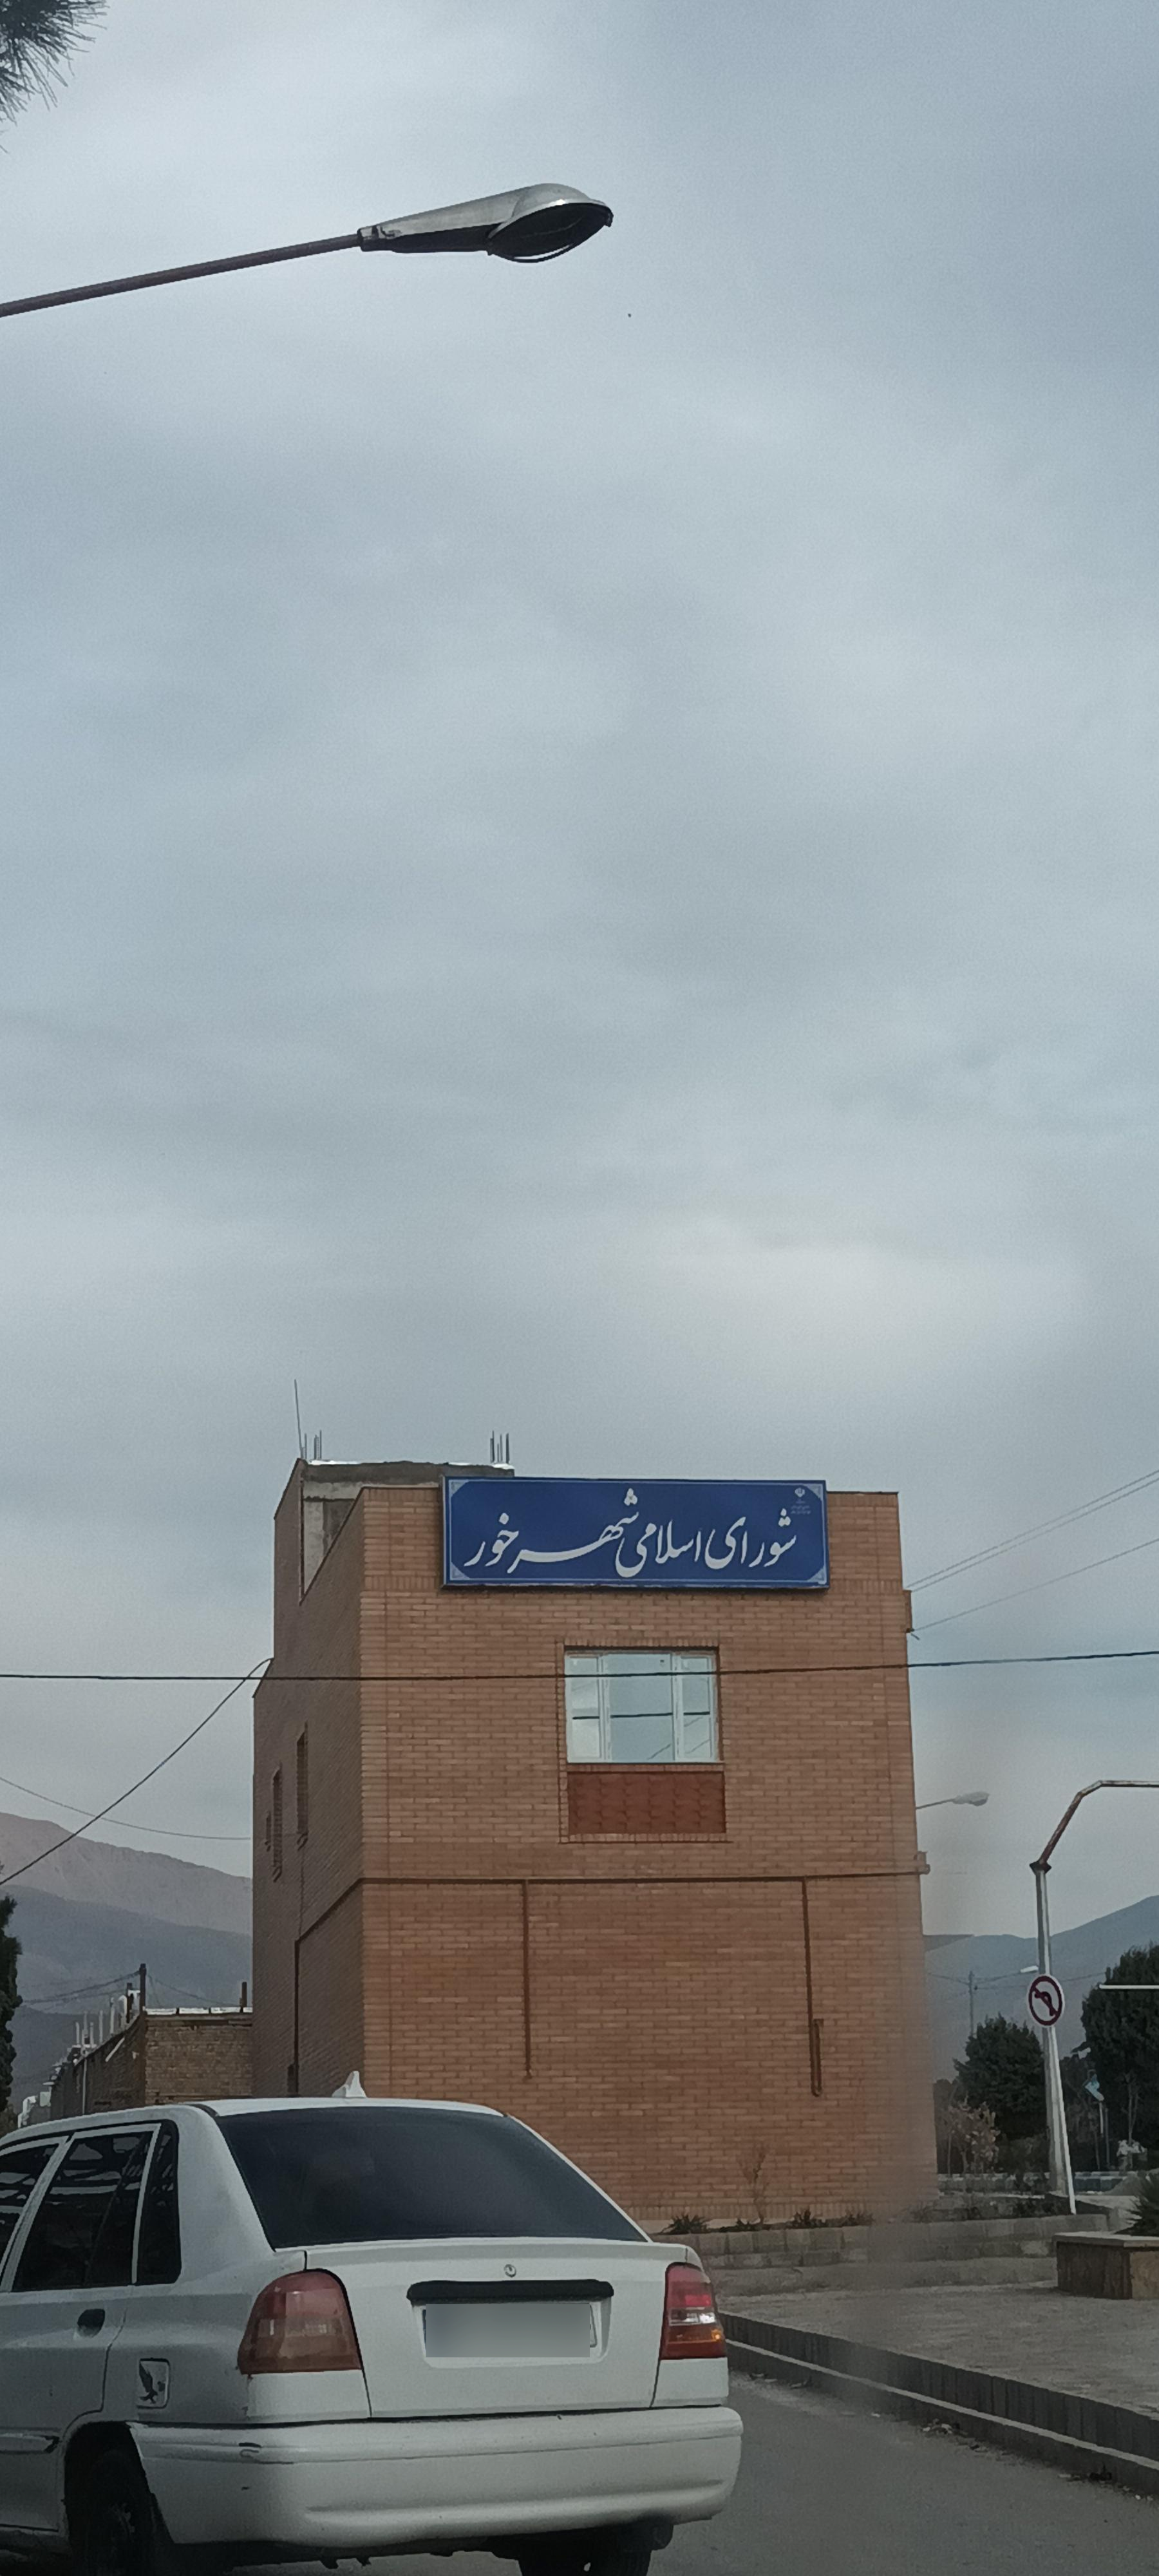 شورای اسلامی شهر خور